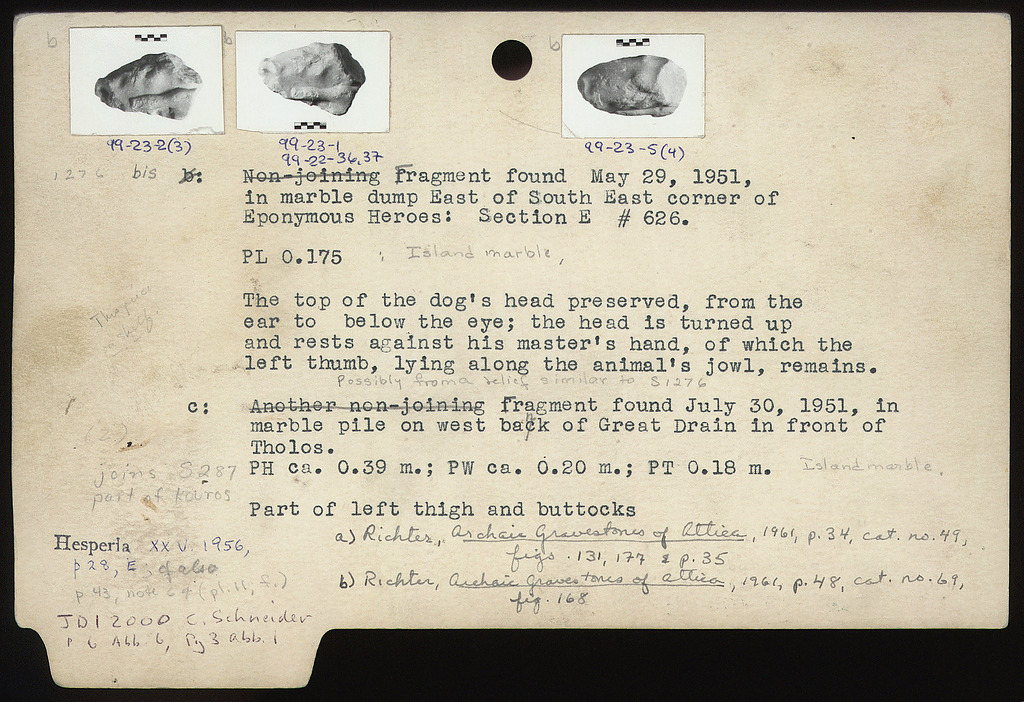 b
b
b
99-23-2(3)
99-23-1
99-22-36,37
99-23-5(4)
1276 bis b: Non-joining Fragment found May 29, 1951,
in marble dump East of South East corner of
Eponymous Heroes: Section E # 626.
PL 0.175 : Island marble,
The top of the dog's head preserved, from the
ear to below the eye; the head is turned up
and rests against his master's hand, of which the
left thumb, lying along the animal's jowl, remains.
Possibly from a relief similar to S1276
c: Another non-joining Fragment found July 30, 1951, in
marble pile on west back of Great Drain in front of
Tholos.
joins S287
PH ca. 0.39 m.; PW ca. 0.20 m.; PT 0.18 m. Island marble.
part of kouros
Part of left thigh and buttocks
a) Richter, Archaic Gravestones of Attica, 1961, p. 34, cat. no. 49,
figs. 131, 177 & p. 35
Hesperia XXV 1956,
p 28, E; cf also
p 43, note 64 (pl. 11, f.)
b) Richter, Archaic gravestones of Attica, 1961, p. 48, cat. no. 69,
fig. 168
JDI 2000 C. Schneider
p 6 Abb 6, Pg 3 abb. 1